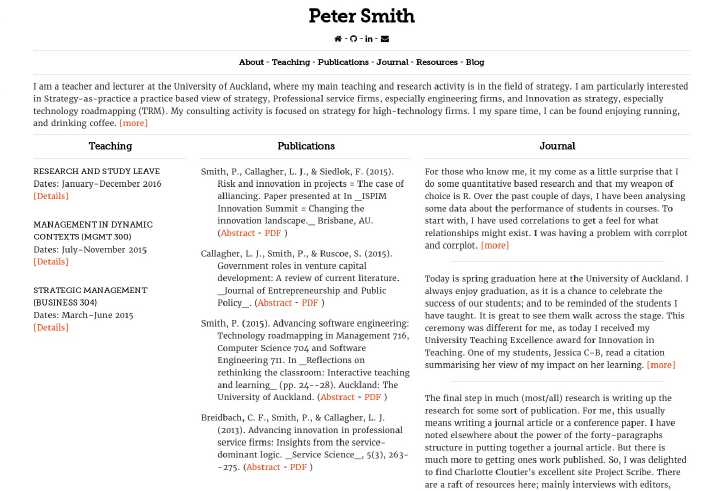 Peter Smith
- - in -
About - Teaching - Publications - Journal - Resources - Blog
I am a teacher and lecturer at the University of Auckland, where my main teaching and research activity is in the field of strategy. I am particularly interested
in Strategy-as-practice a practice based view of strategy, Professional service firms, especially engineering firms, and Innovation as strategy, especially
technology roadmapping (TRM). My consulting activity is focused on strategy for high-technology firms. I my spare time, I can be found enjoying running,
and drinking coffee. [more]
Teaching
RESEARCH AND STUDY LEAVE
Dates: January–December 2016
[Details]
MANAGEMENT IN DYNAMIC
CONTEXTS (MGMT 300)
Dates: July–November 2015
[Details]
STRATEGIC MANAGEMENT
(BUSINESS 304)
Dates: March–June 2015
[Details]
Publications
Smith, P., Callagher, L. J., & Siedlok, F. (2015).
Risk and innovation in projects = The case of
alliancing. Paper presented at In _ISPIM
Innovation Summit = Changing the
innovation landscape._ Brisbane, AU.
(Abstract - PDF )
Callagher, L. J., Smith, P., & Ruscoe, S. (2015).
Government roles in venture capital
development: A review of current literature.
_Journal of Entrepreneurship and Public
Policy_. (Abstract - PDF )
Smith, P. (2015). Advancing software engineering:
Technology roadmapping in Management 716,
Computer Science 704 and Software
Engineering 711. In _Reflections on
rethinking the classroom: Interactive teaching
and learning_ (pp. 24--28). Auckland: The
University of Auckland. (Abstract - PDF )
Breidbach, C. F., Smith, P., & Callagher, L. J.
(2013). Advancing innovation in professional
service firms: Insights from the service-
dominant logic. _Service Science_, 5(3), 263-
-275. (Abstract - PDF )
Journal
For those who know me, it my come as a little surprise that I
do some quantitative based research and that my weapon of
choice is R. Over the past couple of days, I have been analysing
some data about the performance of students in courses. To
start with, I have used correlations to get a feel for what
relationships might exist. I was having a problem with corrplot
and corrplot. [more]
Today is spring graduation here at the University of Auckland. I
always enjoy graduation, as it is a chance to celebrate the
success of our students; and to be reminded of the students I
have taught. It is great to see them walk across the stage. This
ceremony was different for me, as today I received my
University Teaching Excellence award for Innovation in
Teaching. One of my students, Jessica C-B, read a citation
summarising her view of my impact on her learning. [more]
The final step in much (most/all) research is writing up the
research for some sort of publication. For me, this usually
means writing a journal article or a conference paper. I have
noted elsewhere about the power of the forty-paragraphs
structure in putting together a journal article. But there is
much more to getting ones work published. So, I was delighted
to find Charlotte Cloutier's excellent site Project Scribe. There
are a raft of resources here; mainly interviews with editors,